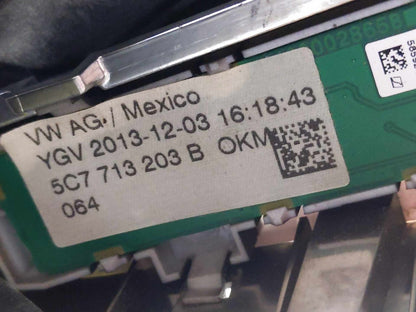 VW AG. / Mexico
YGV 2013-12-03 16:18:43
5C7 713 203 B OKM
064